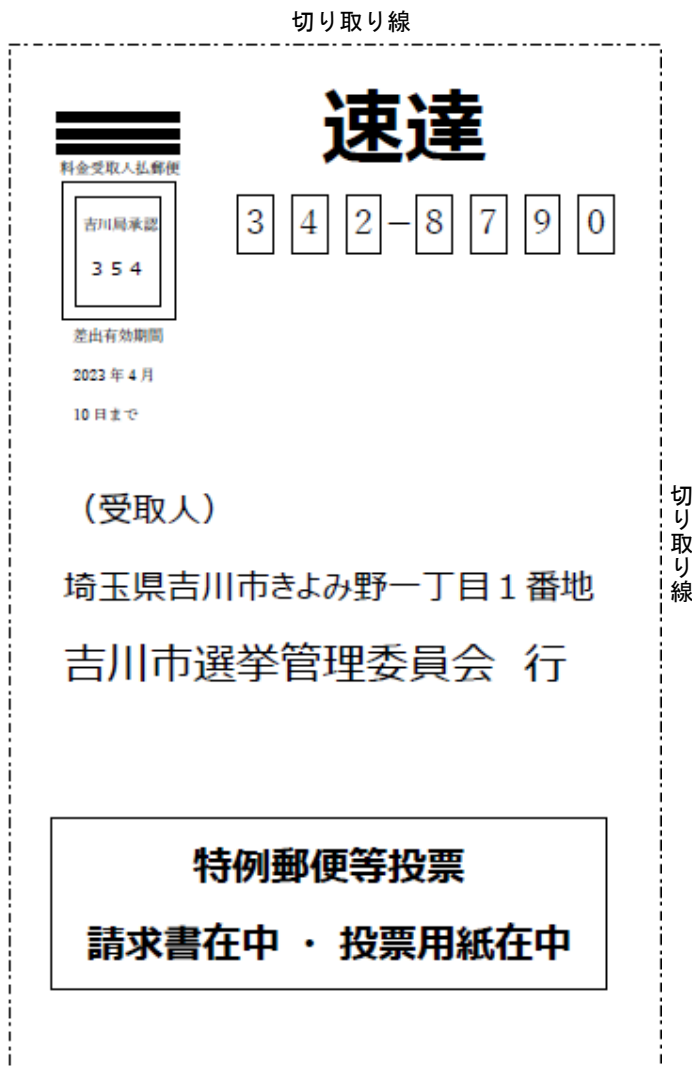 切り取り線
速達
料金受取人払郵便
吉川局承認
３５４
342-8790
差出有効期間
2023年4月
10日まで
（受取人）
埼玉県吉川市きよみ野一丁目１番地
吉川市選挙管理委員会　行
切り取り線
特例郵便等投票
請求書在中 ・ 投票用紙在中